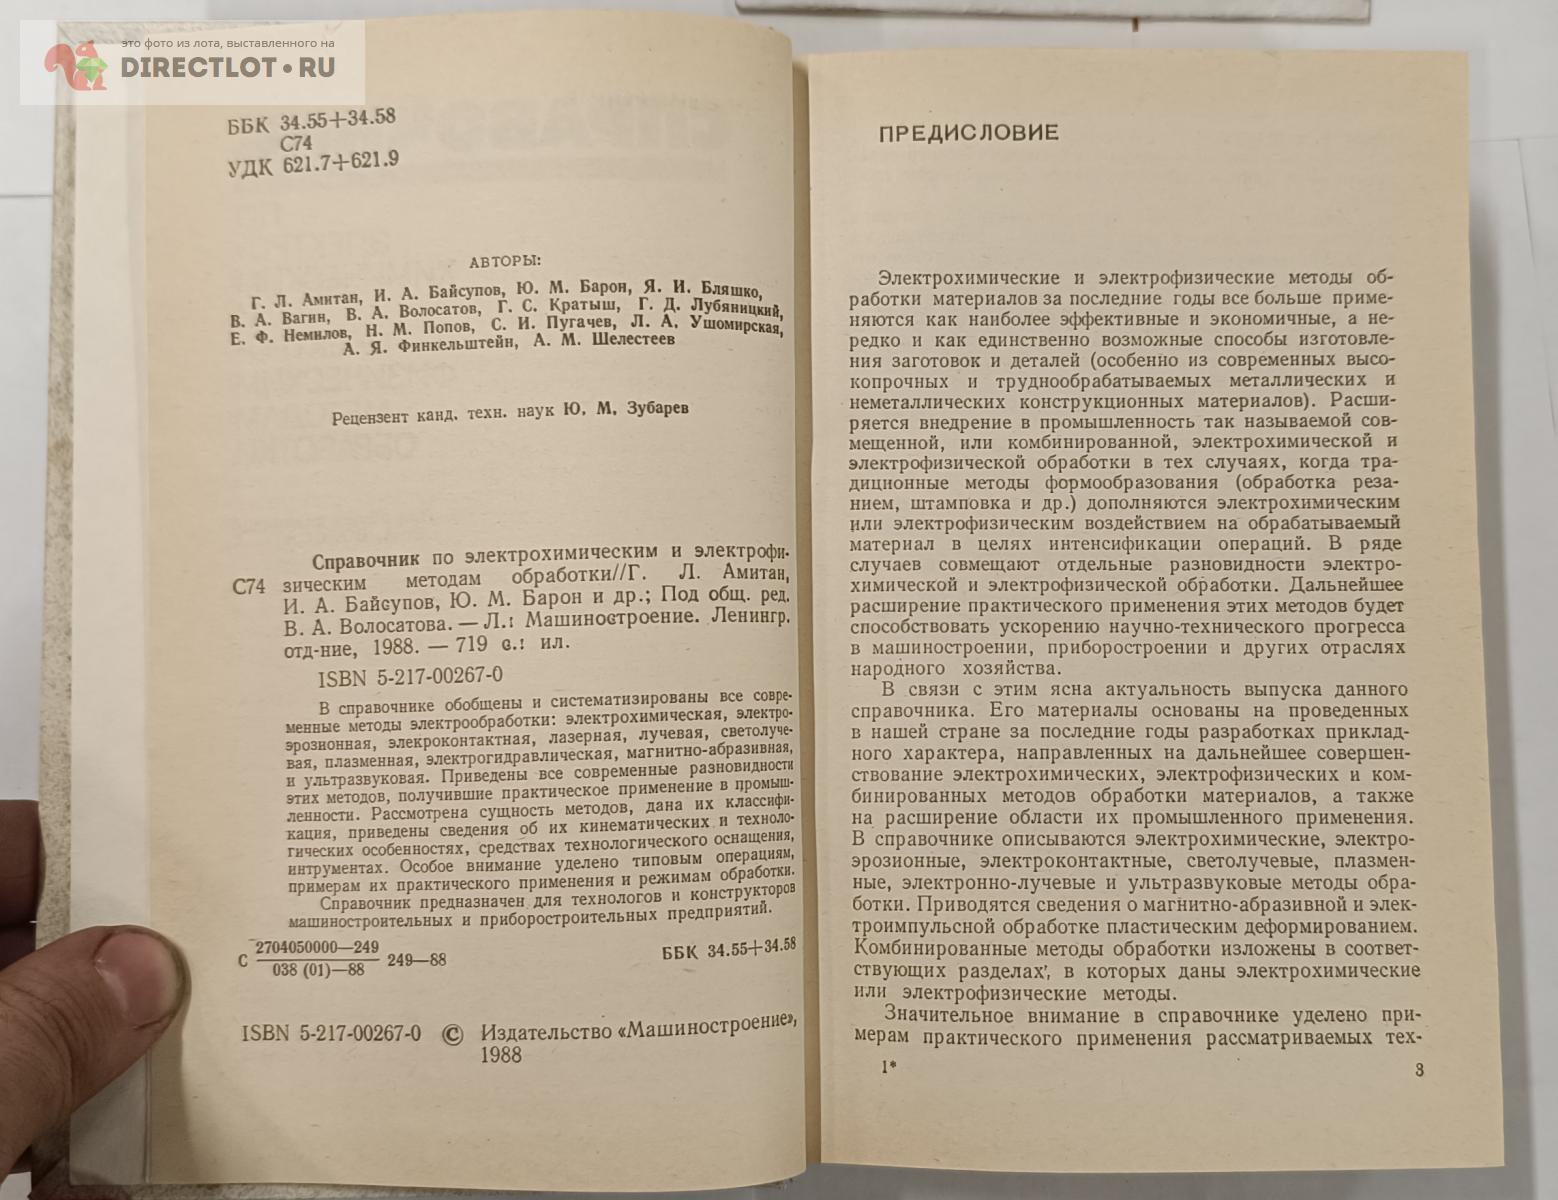 это фото из лота, выставленного на
DIRECTLOT•RU
ББК 34.55+34.58
С74
УДК 621.7+621.9
АВТОРЫ:
Г. Л. Амитан, И. А. Байсупов, Ю. М. Барон, Я. И. Бляшко,
В. А. Вагин, В. А. Волосатов, Г. С. Кратыш, Г. Д. Лубяницкий,
Е. Ф. Немилов, Н. М. Попов, С. И. Пугачев, Л. А. Ушомирская,
А. Я. Финкельштейн, А. М. Шелестеев
Рецензент канд. техн. наук Ю. М. Зубарев
Справочник по электрохимическим и электрофи-
С74 зическим методам обработки//Г. Л. Амитан,
И. А. Байсупов, Ю. М. Барон и др.; Под общ. ред.
В. А. Волосатова. — Л.: Машиностроение. Ленингр.
отд-ние, 1988. — 719 с.: ил.
ISBN 5-217-00267-0
В справочнике обобщены и систематизированы все совре-
менные методы электрообработки: электрохимическая, электро-
эрозионная, элекроконтактная, лазерная, лучевая, светолуче-
вая, плазменная, электрогидравлическая, магнитно-абразивная,
и ультразвуковая. Приведены все современные разновидности
этих методов, получившие практическое применение в промыш-
ленности. Рассмотрена сущность методов, дана их классифи-
кация, приведены сведения об их кинематических и техноло-
гических особенностях, средствах технологического оснащения,
интрументах. Особое внимание уделено типовым операциям,
примерам их практического применения и режимам обработки.
Справочник предназначен для технологов и конструкторов
машиностроительных и приборостроительных предприятий.
С 2704050000—249
038 (01)—88 249—88
ББК 34.55+34.58
ISBN 5-217-00267-0 © Издательство «Машиностроение»,
1988
ПРЕДИСЛОВИЕ
Электрохимические и электрофизические методы об-
работки материалов за последние годы все больше приме-
няются как наиболее эффективные и экономичные, а не-
редко и как единственно возможные способы изготовле-
ния заготовок и деталей (особенно из современных высо-
копрочных и труднообрабатываемых металлических и
неметаллических конструкционных материалов). Расши-
ряется внедрение в промышленность так называемой сов-
мещенной, или комбинированной, электрохимической и
электрофизической обработки в тех случаях, когда тра-
диционные методы формообразования (обработка реза-
нием, штамповка и др.) дополняются электрохимическим
или электрофизическим воздействием на обрабатываемый
материал в целях интенсификации операций. В ряде
случаев совмещают отдельные разновидности электро-
химической и электрофизической обработки. Дальнейшее
расширение практического применения этих методов будет
способствовать ускорению научно-технического прогресса
в машиностроении, приборостроении и других отраслях
народного хозяйства.
В связи с этим ясна актуальность выпуска данного
справочника. Его материалы основаны на проведенных
в нашей стране за последние годы разработках приклад-
ного характера, направленных на дальнейшее совершен-
ствование электрохимических, электрофизических и ком-
бинированных методов обработки материалов, а также
на расширение области их промышленного применения.
В справочнике описываются электрохимические, электро-
эрозионные, электроконтактные, светолучевые, плазмен-
ные, электронно-лучевые и ультразвуковые методы обра-
ботки. Приводятся сведения о магнитно-абразивной и элек-
троимпульсной обработке пластическим деформированием.
Комбинированные методы обработки изложены в соответ-
ствующих разделах, в которых даны электрохимические
или электрофизические методы.
Значительное внимание в справочнике уделено при-
мерам практического применения рассматриваемых тех-
1*
3